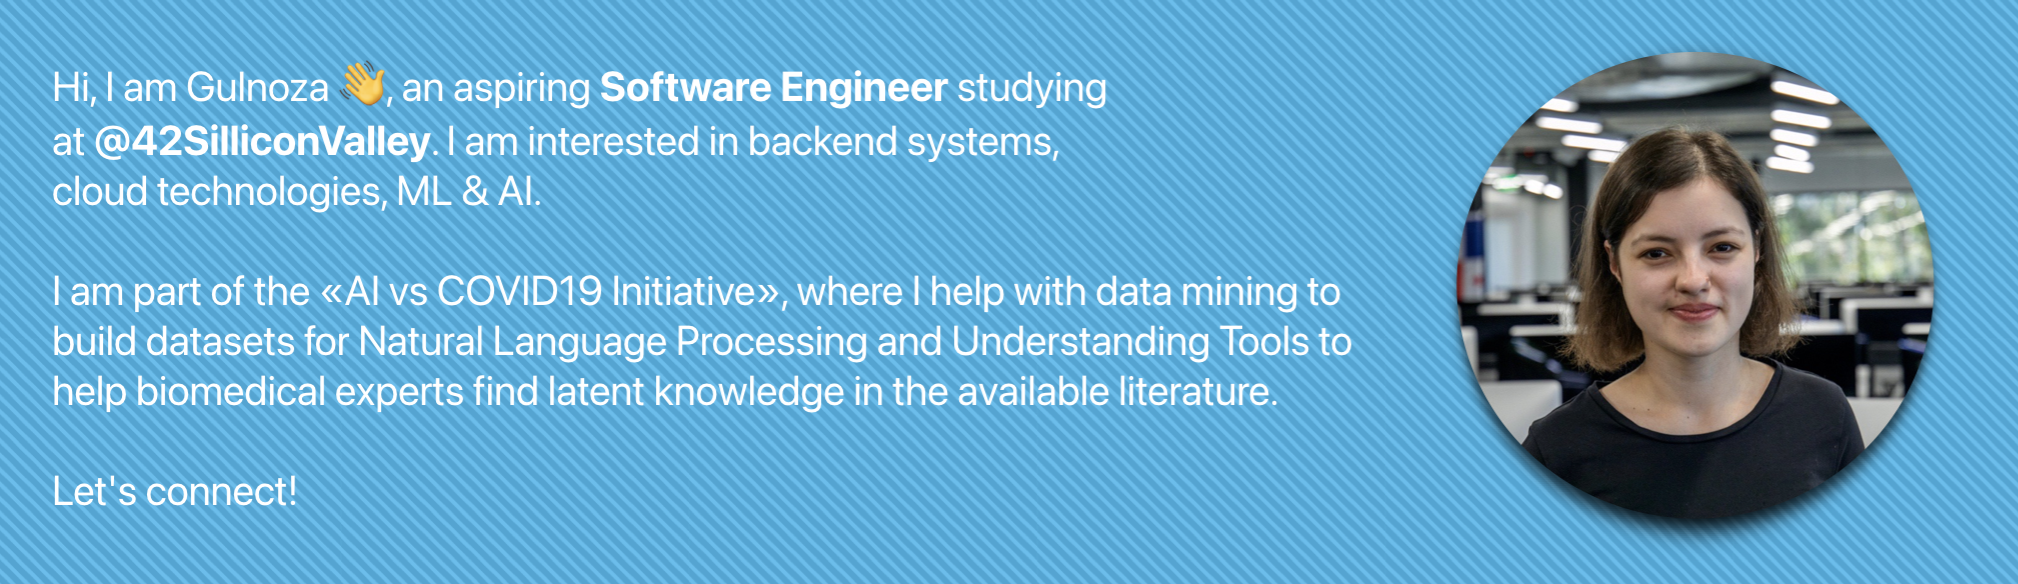 Hi, I am Gulnoza 👋, an aspiring Software Engineer studying
at @42SilliconValley. I am interested in backend systems,
cloud technologies, ML & AI.
I am part of the «AI vs COVID19 Initiative», where I help with data mining to
build datasets for Natural Language Processing and Understanding Tools to
help biomedical experts find latent knowledge in the available literature.
Let's connect!